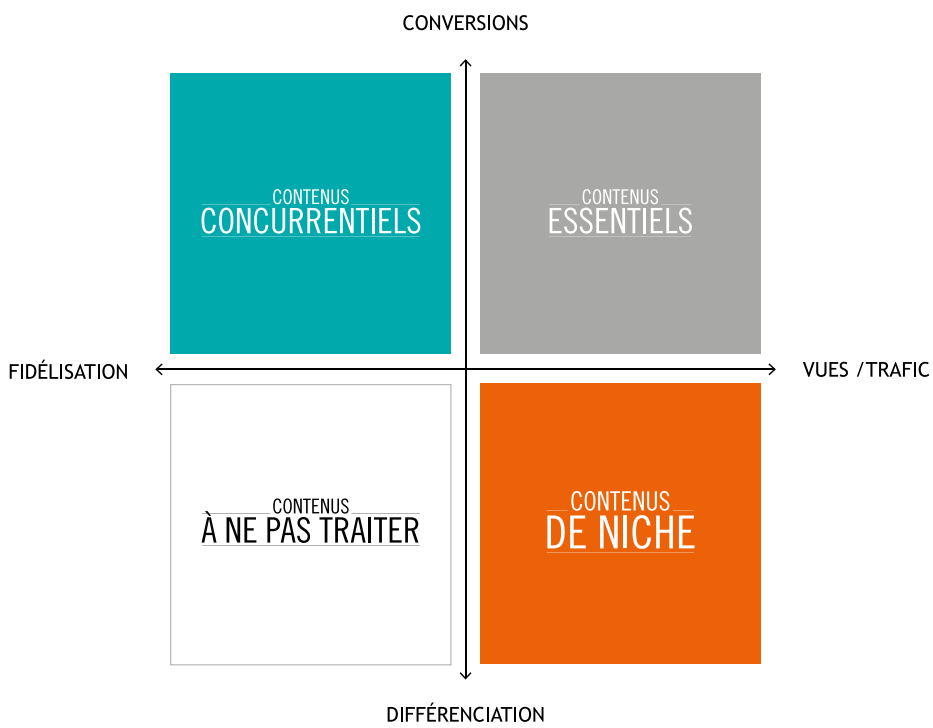 CONVERSIONS
CONTENUS
CONCURRENTIELS
CONTENUS
ESSENTIELS
FIDÉLISATION
VUES / TRAFIC
CONTENUS
À NE PAS TRAITER
CONTENUS
DE NICHE
DIFFÉRENCIATION